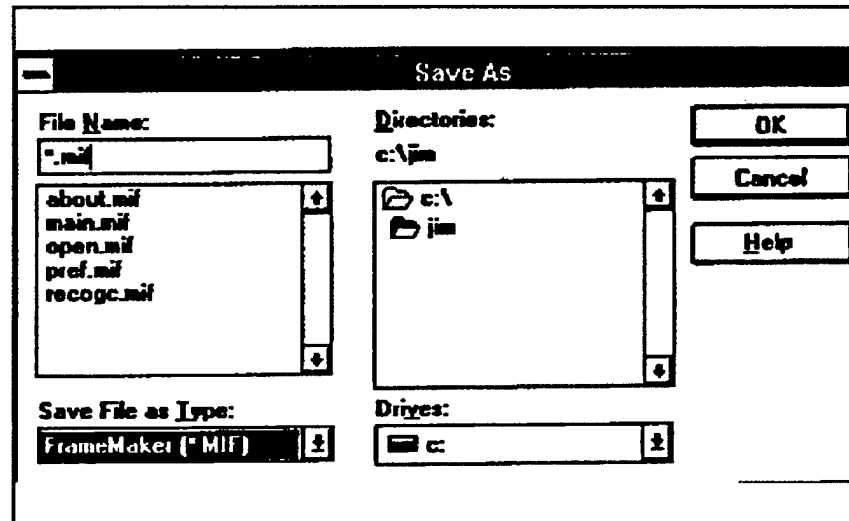 Save As
File Name:
*.mif
about.mif
main.mif
open.mif
pref.mif
recogc.mif
Save File as Type:
FrameMaker (*.MIF)
Directories:
c:\jim
c:\
jim
Drives:
c:
OK
Cancel
Help